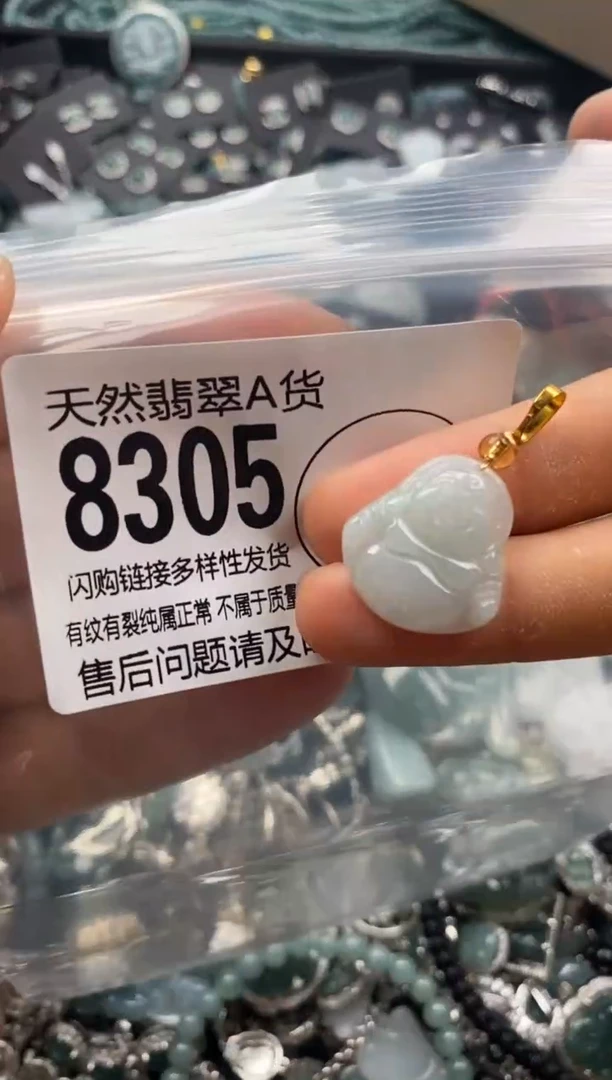 天然翡翠A货
8305
闪购链接多样性发货
有纹有裂纯属正常 不属于质量
售后问题请及